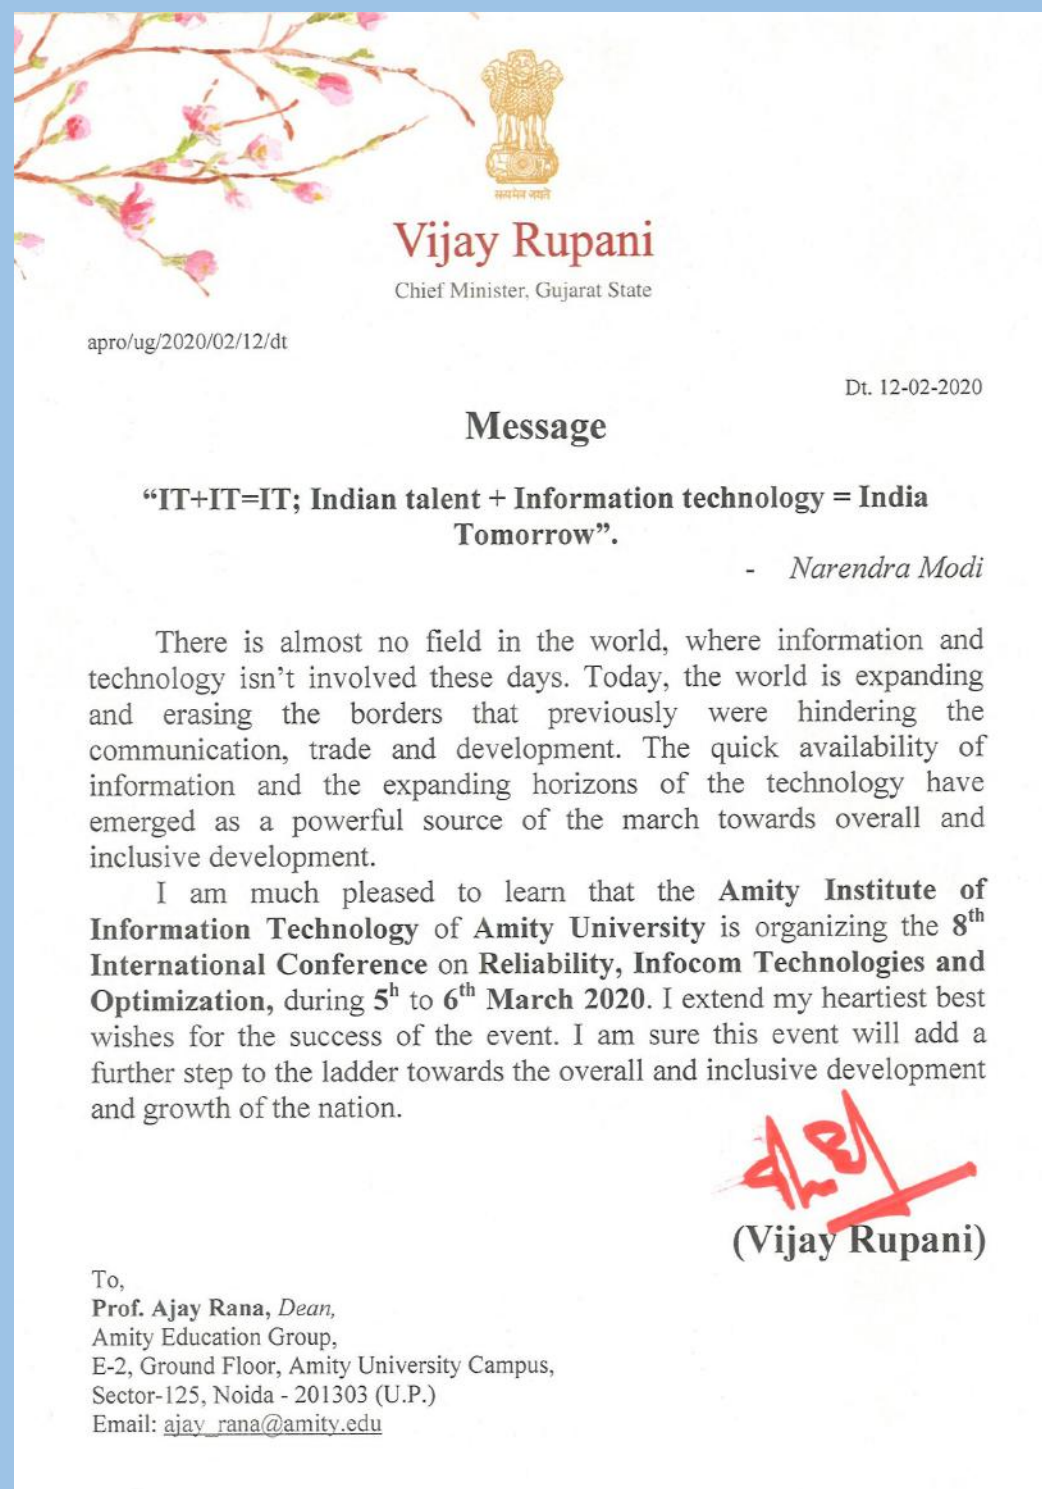 सत्यमेव जयते
Vijay Rupani
Chief Minister, Gujarat State
apro/ug/2020/02/12/dt
Dt. 12-02-2020
Message
“IT+IT=IT; Indian talent + Information technology = India
Tomorrow”.
- Narendra Modi
There is almost no field in the world, where information and
technology isn’t involved these days. Today, the world is expanding
and erasing the borders that previously were hindering the
communication, trade and development. The quick availability of
information and the expanding horizons of the technology have
emerged as a powerful source of the march towards overall and
inclusive development.
I am much pleased to learn that the Amity Institute of
Information Technology of Amity University is organizing the 8th
International Conference on Reliability, Infocom Technologies and
Optimization, during 5h to 6th March 2020. I extend my heartiest best
wishes for the success of the event. I am sure this event will add a
further step to the ladder towards the overall and inclusive development
and growth of the nation.
(Vijay Rupani)
To,
Prof. Ajay Rana, Dean,
Amity Education Group,
E-2, Ground Floor, Amity University Campus,
Sector-125, Noida - 201303 (U.P.)
Email: ajay_rana@amity.edu